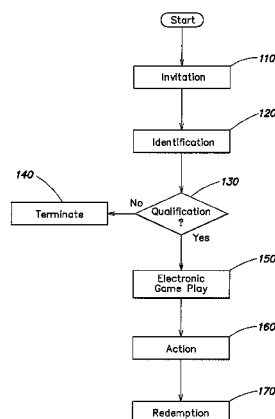 Start
110
Invitation
120
Identification
140
130
No
Qualification
?
Terminate
Yes
150
Electronic
Game Play
160
Action
170
Redemption